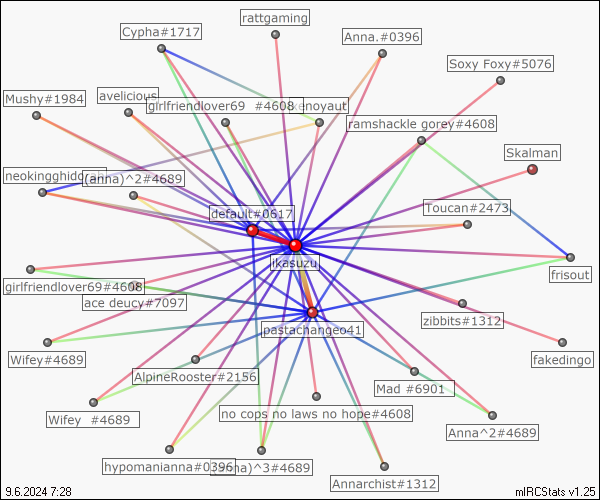 rattgaming
Cypha#1717
Anna.#0396
Soxy Foxy#5076
avelicious
Mushy#1984
girlfriendlover69 #4608
kenoyaut
ramshackle gorey#4608
Skalman
neokingghido
(anna)^2#4689
default#0617
Toucan#2473
ikasuzu
frisout
girlfriendlover69#4608
ace deucy#7097
zibbits#1312
pastachangeo41
Wifey#4689
fakedingo
AlpineRooster#2156
Mad #6901
no cops no laws no hope#4608
Wifey #4689
Anna^2#4689
hypomanianna#0396
na)^3#4689
Annarchist#1312
9.6.2024 7:28
mIRCStats v1.25